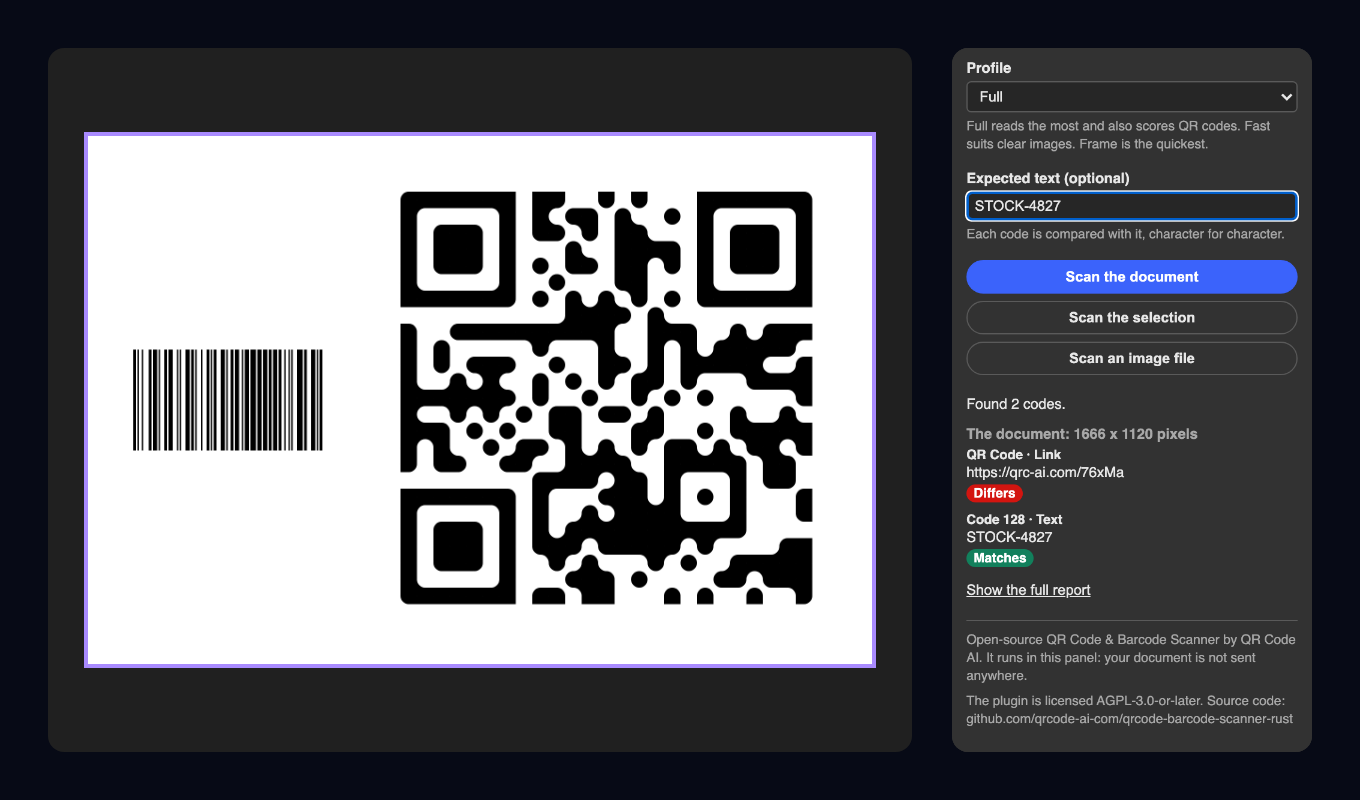 Profile
Full
Full reads the most and also scores QR codes. Fast
suits clear images. Frame is the quickest.
Expected text (optional)
STOCK-4827
Each code is compared with it, character for character.
Scan the document
Scan the selection
Scan an image file
Found 2 codes.
The document: 1666 x 1120 pixels
QR Code · Link
https://qrc-ai.com/76xMa
Differs
Code 128 · Text
STOCK-4827
Matches
Show the full report
Open-source QR Code & Barcode Scanner by QR Code
AI. It runs in this panel: your document is not sent
anywhere.
The plugin is licensed AGPL-3.0-or-later. Source code:
github.com/qrcode-ai-com/qrcode-barcode-scanner-rust